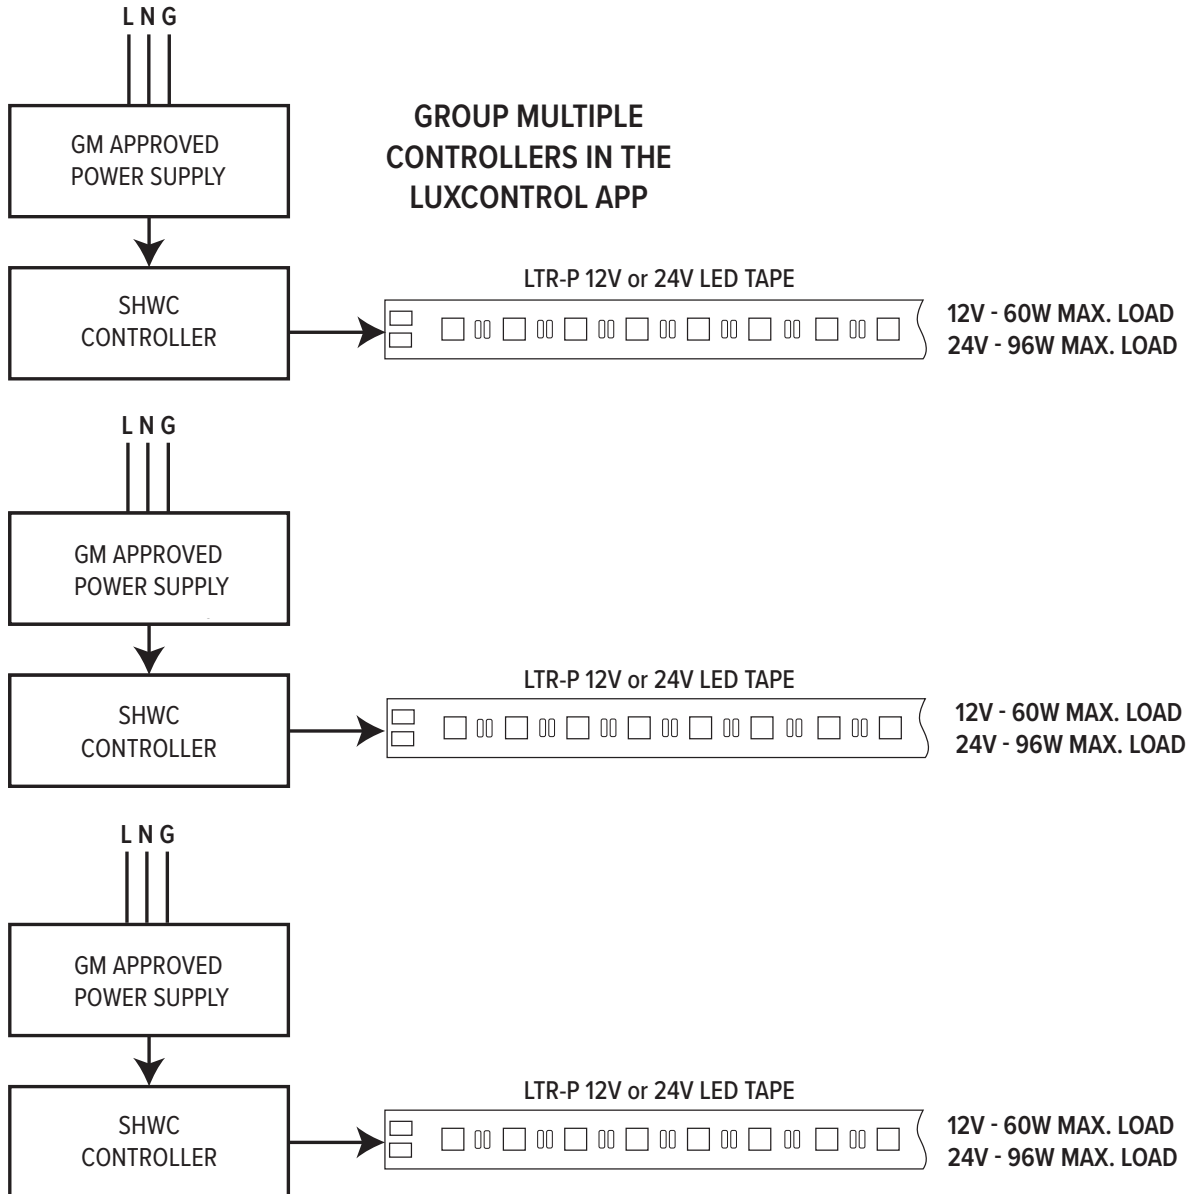 L N G
GM APPROVED
POWER SUPPLY
GROUP MULTIPLE
CONTROLLERS IN THE
LUXCONTROL APP
SHWC
CONTROLLER
LTR-P 12V or 24V LED TAPE
12V - 60W MAX. LOAD
24V - 96W MAX. LOAD
L N G
GM APPROVED
POWER SUPPLY
SHWC
CONTROLLER
LTR-P 12V or 24V LED TAPE
12V - 60W MAX. LOAD
24V - 96W MAX. LOAD
L N G
GM APPROVED
POWER SUPPLY
SHWC
CONTROLLER
LTR-P 12V or 24V LED TAPE
12V - 60W MAX. LOAD
24V - 96W MAX. LOAD